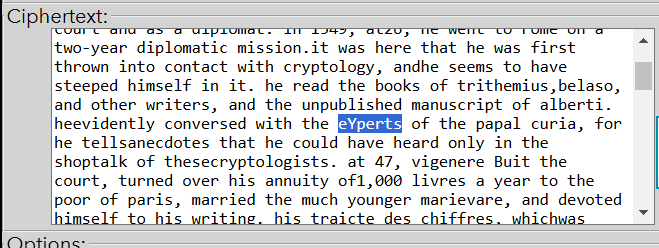 Ciphertext:
court and as a diplomat. in 1549, at26, he went to rome on a
two-year diplomatic mission.it was here that he was first
thrown into contact with cryptology, andhe seems to have
steeped himself in it. he read the books of trithemius,belaso,
and other writers, and the unpublished manuscript of alberti.
heevidently conversed with the eYperts of the papal curia, for
he tellsanecdotes that he could have heard only in the
shoptalk of thesecryptologists. at 47, vigenere Buit the
court, turned over his annuity of1,000 livres a year to the
poor of paris, married the much younger marievare, and devoted
himself to his writing. his traicte des chiffres, whichwas
Options: